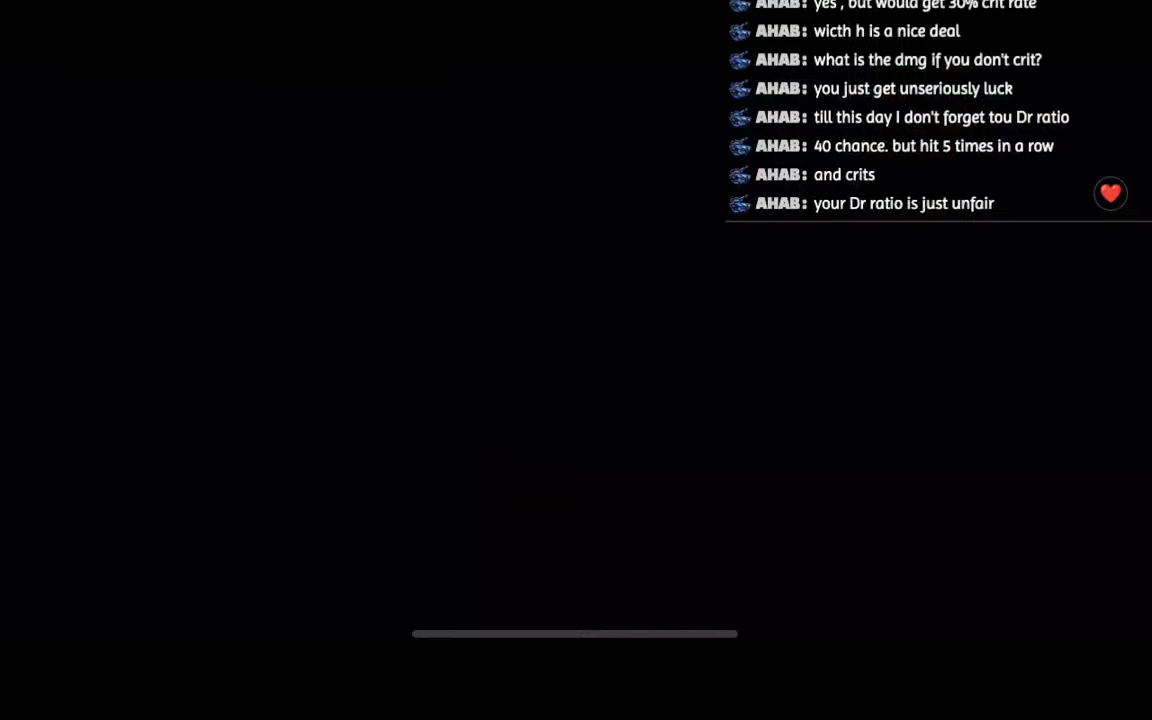 AHAB: yes , but would get 30% crit rate
AHAB: wicth h is a nice deal
AHAB: what is the dmg if you don't crit?
AHAB: you just get unseriously luck
AHAB: till this day I don't forget tou Dr ratio
AHAB: 40 chance. but hit 5 times in a row
AHAB: and crits
AHAB: your Dr ratio is just unfair